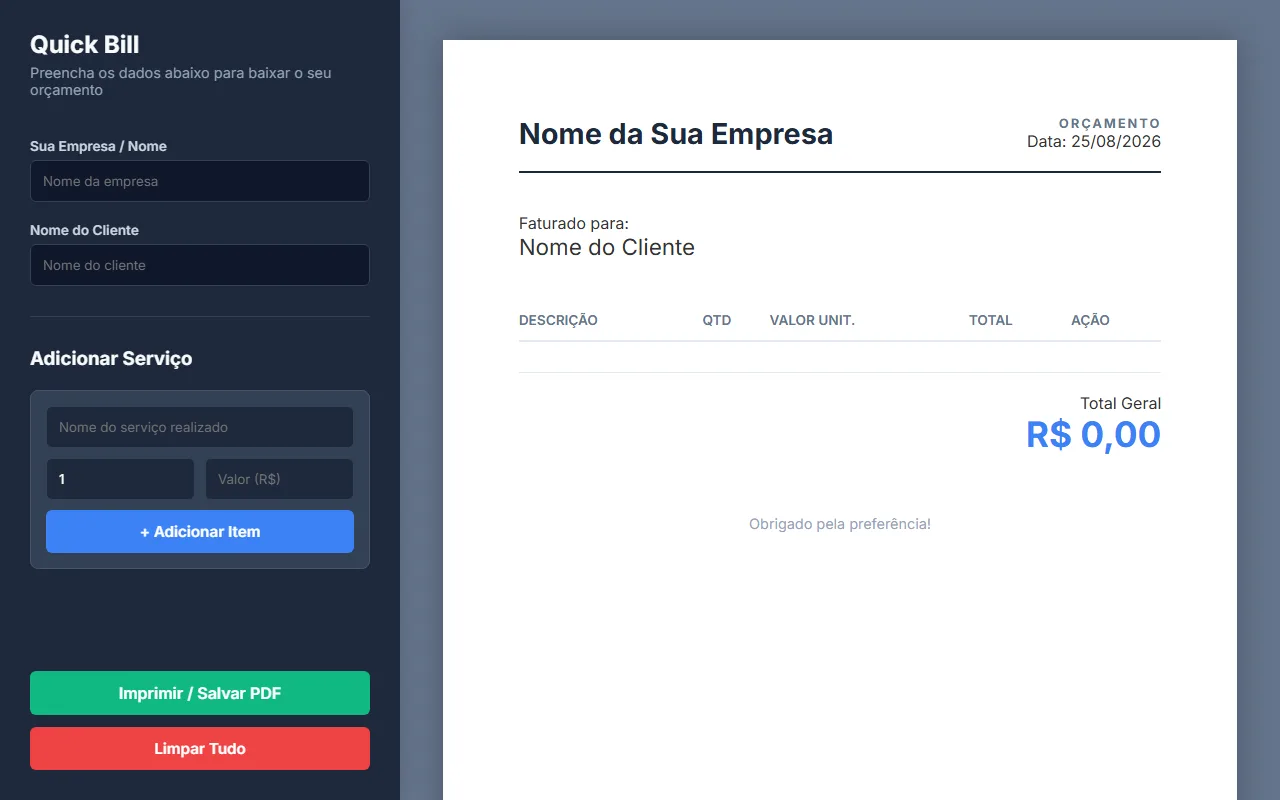 Quick Bill
Preencha os dados abaixo para baixar o seu
orçamento
Sua Empresa / Nome
Nome da empresa
Nome do Cliente
Nome do cliente
Adicionar Serviço
Nome do serviço realizado
1
Valor (R$)
+ Adicionar Item
Imprimir / Salvar PDF
Limpar Tudo
Nome da Sua Empresa
ORÇAMENTO
Data: 25/08/2026
Faturado para:
Nome do Cliente
DESCRIÇÃO QTD VALOR UNIT. TOTAL AÇÃO
Total Geral
R$ 0,00
Obrigado pela preferência!